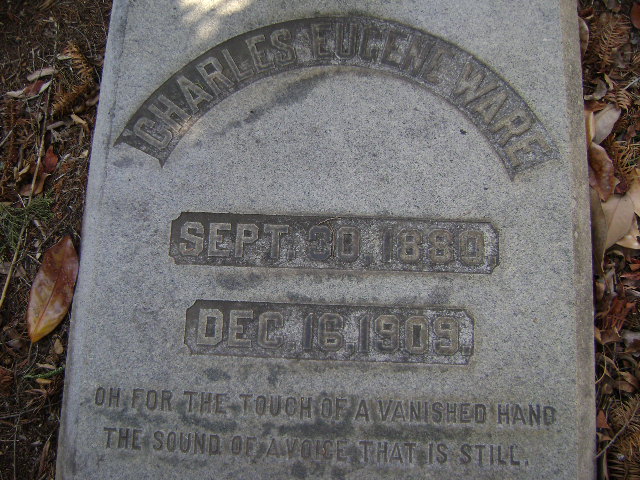 CHARLES EUGENE WARE
SEPT. 30, 1880
DEC 16 1909
OH FOR THE TOUCH OF A VANISHED HAND
THE SOUND OF A VOICE THAT IS STILL.